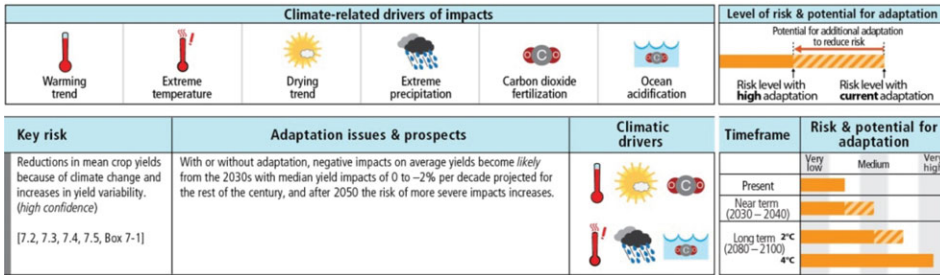 Climate-related drivers of impacts
Level of risk & potential for adaptation
Potential for additional adaptation
to reduce risk
Warming
trend
Extreme
temperature
Drying
trend
Extreme
precipitation
C
Carbon dioxide
fertilization
C
Ocean
acidification
Risk level with
high adaptation
Risk level with
current adaptation
Key risk
Adaptation issues & prospects
Climatic
drivers
Timeframe
Risk & potential for
adaptation
Reductions in mean crop yields
because of climate change and
increases in yield variability.
(high confidence)
[7.2, 7.3, 7.4, 7.5, Box 7-1]
With or without adaptation, negative impacts on average yields become likely
from the 2030s with median yield impacts of 0 to –2% per decade projected for
the rest of the century, and after 2050 the risk of more severe impacts increases.
C
C
Very
low
Medium
Very
high
Present
Near term
(2030 – 2040)
Long term 2°C
(2080 – 2100)
4°C